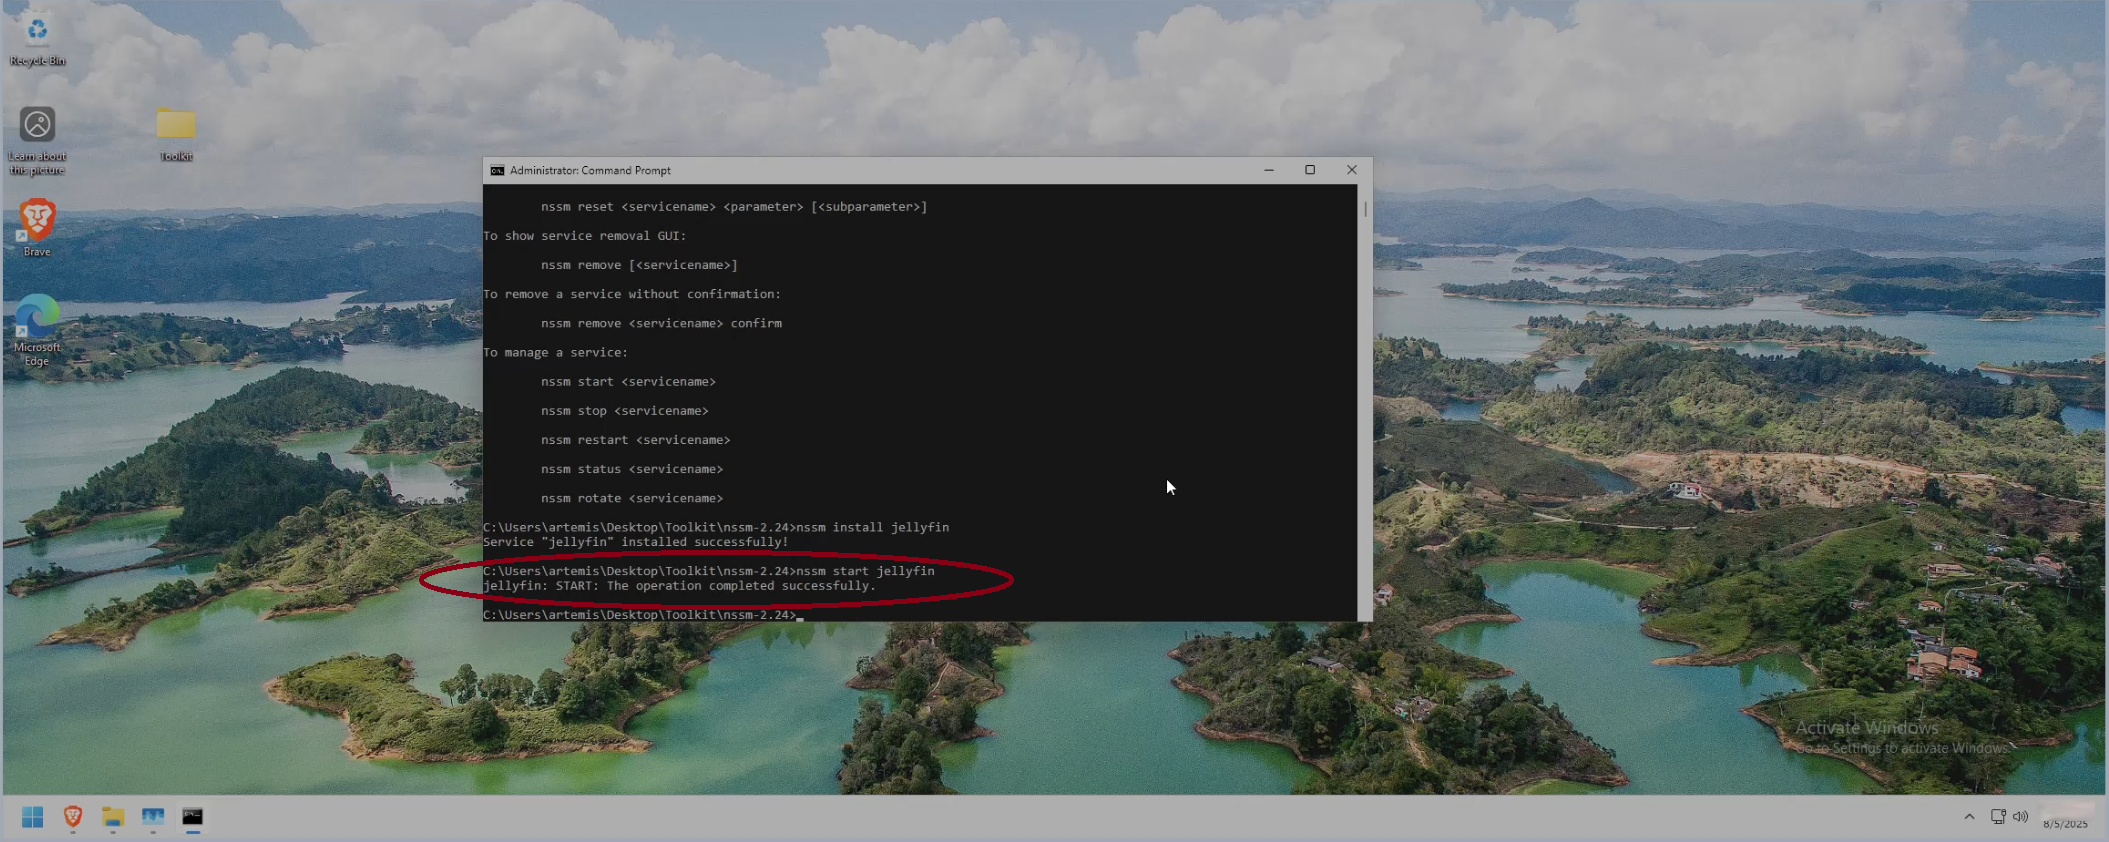 Recycle Bin
Learn about
this picture
Toolkit
Brave
Microsoft
Edge
Administrator: Command Prompt
nssm reset <servicename> <parameter> [<subparameter>]
To show service removal GUI:
nssm remove [<servicename>]
To remove a service without confirmation:
nssm remove <servicename> confirm
To manage a service:
nssm start <servicename>
nssm stop <servicename>
nssm restart <servicename>
nssm status <servicename>
nssm rotate <servicename>
C:\Users\artemis\Desktop\Toolkit\nssm-2.24>nssm install jellyfin
Service "jellyfin" installed successfully!
C:\Users\artemis\Desktop\Toolkit\nssm-2.24>nssm start jellyfin
jellyfin: START: The operation completed successfully.
C:\Users\artemis\Desktop\Toolkit\nssm-2.24>
Activate Windows
Go to Settings to activate Windows.
8/5/2025